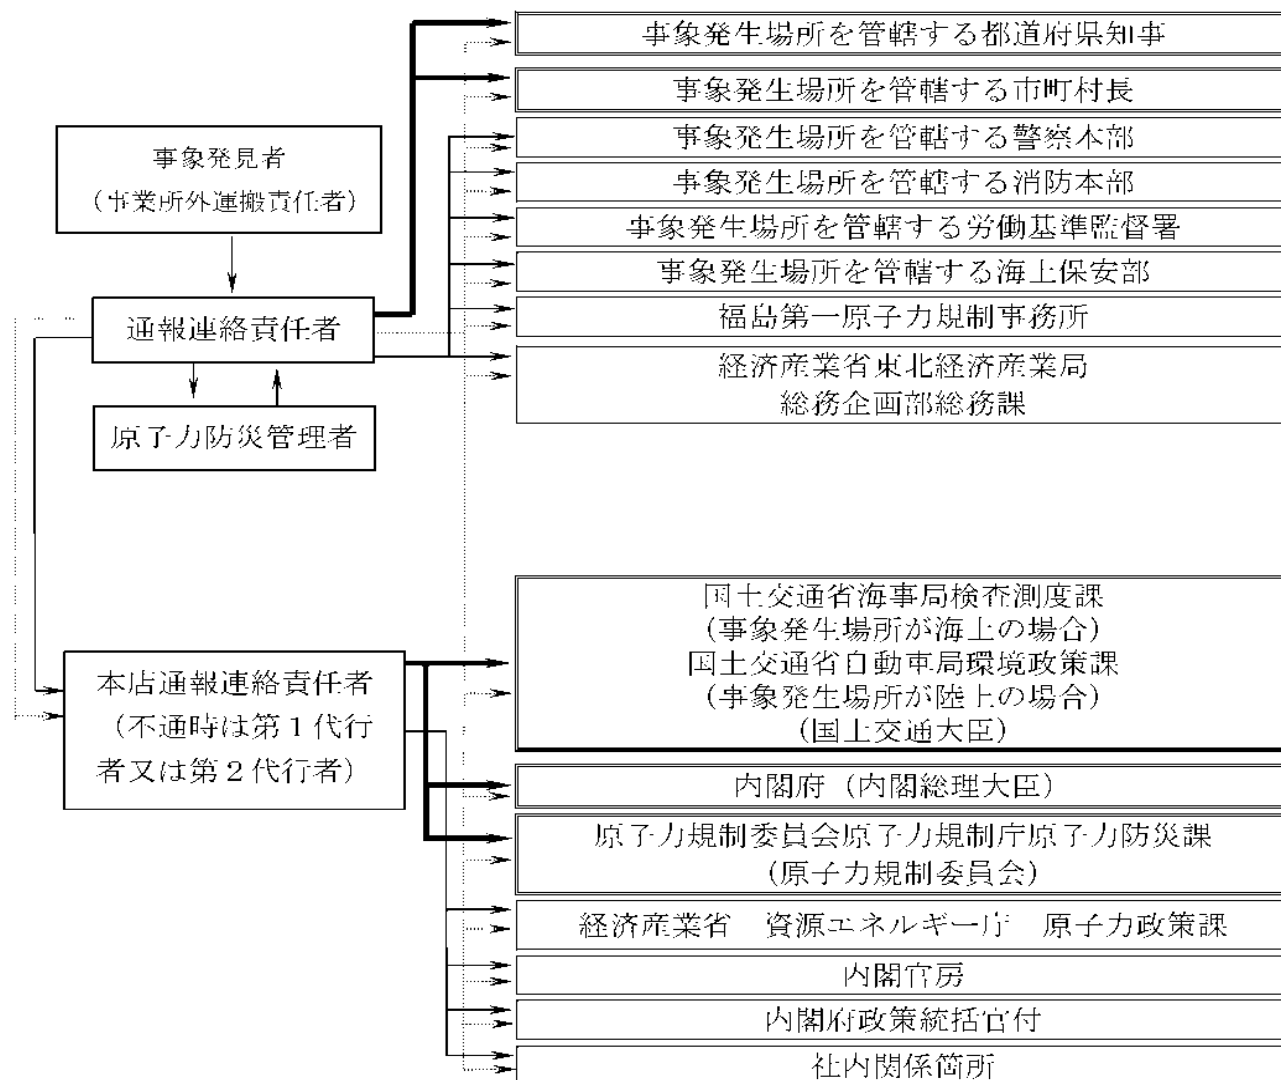 事象発生場所を管轄する都道府県知事
事象発生場所を管轄する市町村長
事象発見者
（事業所外運搬責任者）
事象発生場所を管轄する警察本部
事象発生場所を管轄する消防本部
事象発生場所を管轄する労働基準監督署
事象発生場所を管轄する海上保安部
通報連絡責任者
福島第一原子力規制事務所
経済産業省東北経済産業局
総務企画部総務課
原子力防災管理者
国土交通省海事局検査測度課
（事象発生場所が海上の場合）
国土交通省自動車局環境政策課
（事象発生場所が陸上の場合）
（国土交通大臣）
本店通報連絡責任者
（不通時は第１代行
者又は第２代行者）
内閣府（内閣総理大臣）
原子力規制委員会原子力規制庁原子力防災課
（原子力規制委員会）
経済産業省　資源エネルギー庁　原子力政策課
内閣官房
内閣府政策統括官付
社内関係箇所